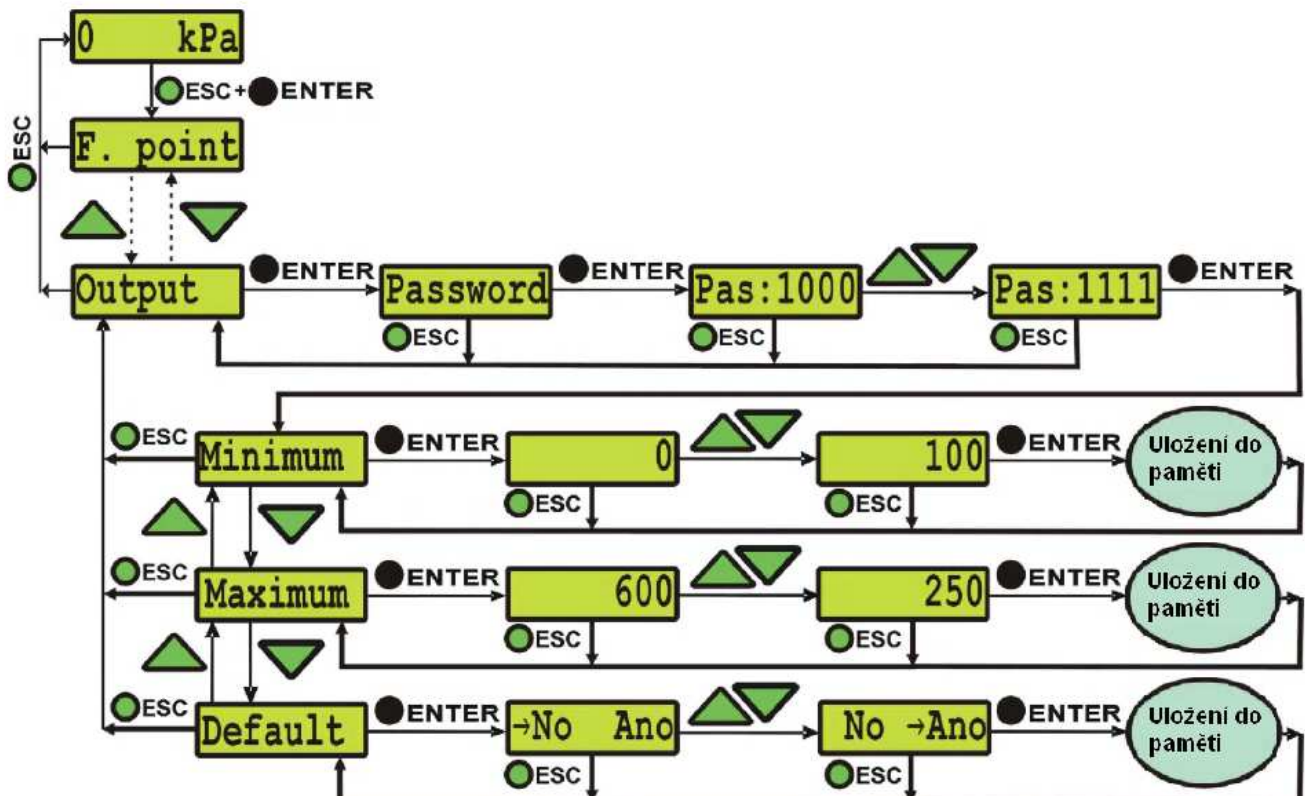 0 kPa
ESC+ ENTER
F. point
ESC
Output
ENTER
Password
ENTER
Pas:1000
Pas:1111
ENTER
ESC
ESC
ESC
ESC
Minimum
ENTER
0
100
ENTER
Uložení do
paměti
ESC
ESC
ESC
Maximum
ENTER
600
250
ENTER
Uložení do
paměti
ESC
ESC
ESC
Default
ENTER
→No Ano
No →Ano
ENTER
Uložení do
paměti
ESC
ESC